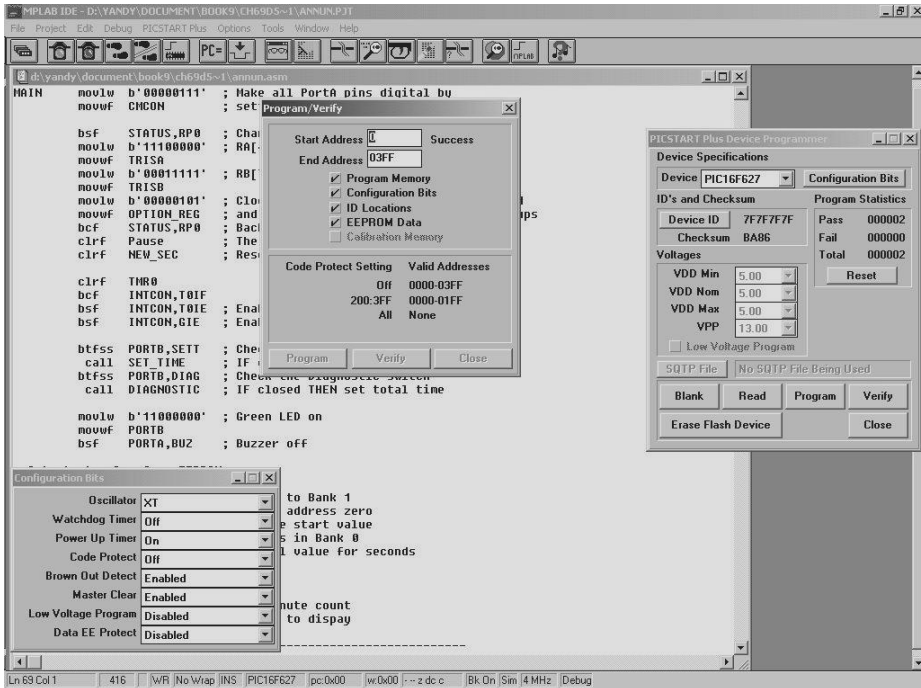 MPLAB IDE - D:\YANDY\DOCUMENT\BOOK9\CH69D5~1\ANNUN.PJT
File Project Edit Debug PICSTART Plus Options Tools Window Help
PC=
MPLAB
d:\yandy\document\book9\ch69d5~1\annun.asm
MAIN movlw b'00000111' ; Make all PortA pins digital by
movwf CMCON ; set
bsf STATUS,RP0 ; Cha
movlw b'11100000' ; RA[
movwf TRISA
movlw b'00011111' ; RB[
movwf TRISB
movlw b'00000101' ; Clo
movwf OPTION_REG ; and ups
bcf STATUS,RP0 ; Bac
clrf Pause ; The
clrf NEW_SEC ; Res
clrf TMR0
bcf INTCON,T0IF
bsf INTCON,T0IE ; Ena
bsf INTCON,GIE ; Ena
btfss PORTB,SETT ; Che
call SET_TIME ; IF
btfss PORTB,DIAG ; Check the Diagnostic switch
call DIAGNOSTIC ; IF closed THEN set total time
movlw b'11000000' ; Green LED on
movwf PORTB
bsf PORTA,BUZ ; Buzzer off
to Bank 1
address zero
e start value
s in Bank 0
l value for seconds
nute count
to dispay
Program/Verify
Start Address Success
End Address 03FF
Program Memory
Configuration Bits
ID Locations
EEPROM Data
Calibration Memory
Code Protect Setting Valid Addresses
Off 0000-03FF
200:3FF 0000-01FF
All None
Program Verify Close
PICSTART Plus Device Programmer
Device Specifications
Device PIC16F627 Configuration Bits
ID's and Checksum Program Statistics
Device ID 7F7F7F7F Pass 000002
Checksum BA86 Fail 000000
Voltages Total 000002
VDD Min 5.00 Reset
VDD Nom 5.00
VDD Max 5.00
VPP 13.00
Low Voltage Program
SQTP File No SQTP File Being Used
Blank Read Program Verify
Erase Flash Device Close
Configuration Bits
Oscillator XT
Watchdog Timer Off
Power Up Timer On
Code Protect Off
Brown Out Detect Enabled
Master Clear Enabled
Low Voltage Program Disabled
Data EE Protect Disabled
Ln 69 Col 1 416 WR No Wrap INS PIC16F627 pc:0x00 w:0x00 -- z dc c Bk On Sim 4 MHz Debug